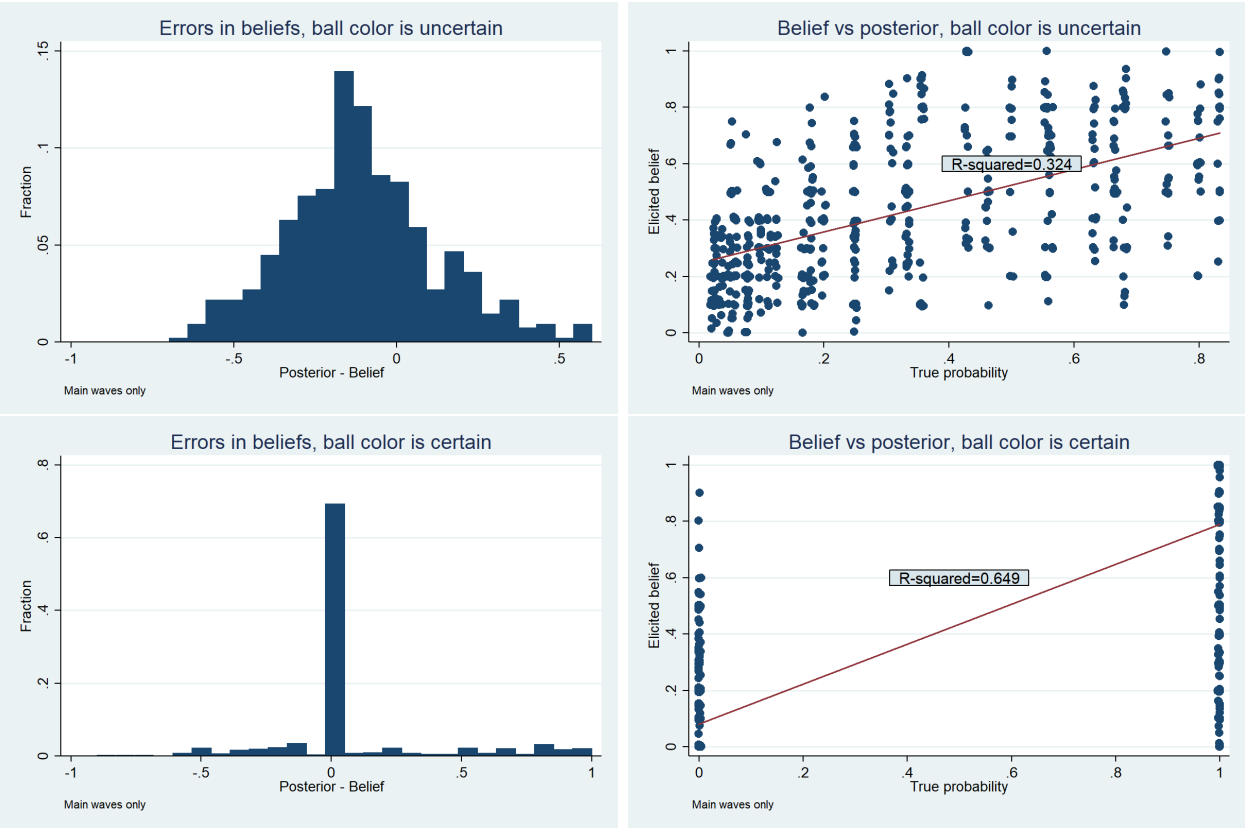 Errors in beliefs, ball color is uncertain
.15
.1
.05
0
Fraction
-1 -.5 0 .5
Posterior - Belief
Main waves only
Belief vs posterior, ball color is uncertain
1
.8
.6
.4
.2
0
Elicited belief
R-squared=0.324
0 .2 .4 .6 .8
True probability
Main waves only
Errors in beliefs, ball color is certain
.8
.6
.4
.2
0
Fraction
-1 -.5 0 .5 1
Posterior - Belief
Main waves only
Belief vs posterior, ball color is certain
1
.8
.6
.4
.2
0
Elicited belief
R-squared=0.649
0 .2 .4 .6 .8 1
True probability
Main waves only